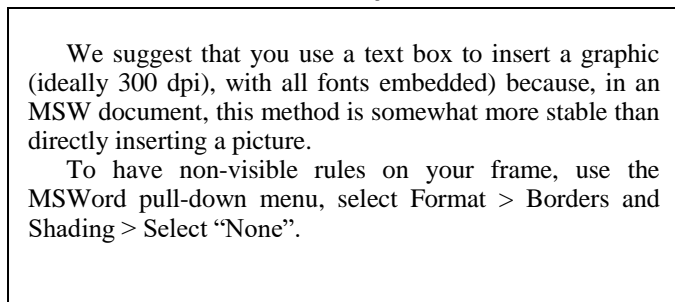 We suggest that you use a text box to insert a graphic
(ideally 300 dpi), with all fonts embedded) because, in an
MSW document, this method is somewhat more stable than
directly inserting a picture.
To have non-visible rules on your frame, use the
MSWord pull-down menu, select Format > Borders and
Shading > Select “None”.